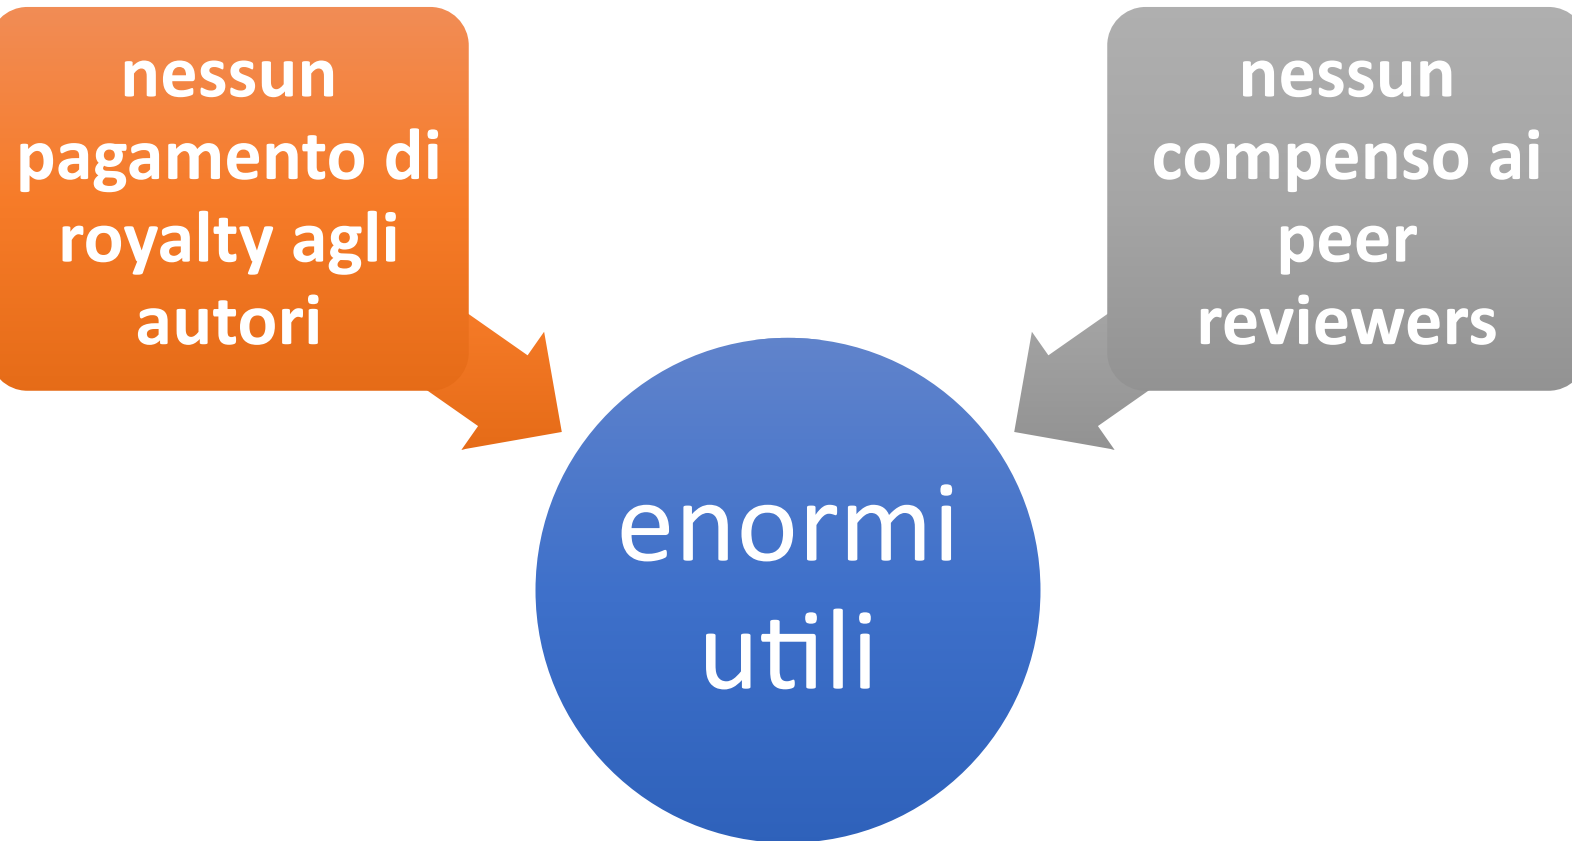 nessun
pagamento di
royalty agli
autori
nessun
compenso ai
peer
reviewers
enormi
utili